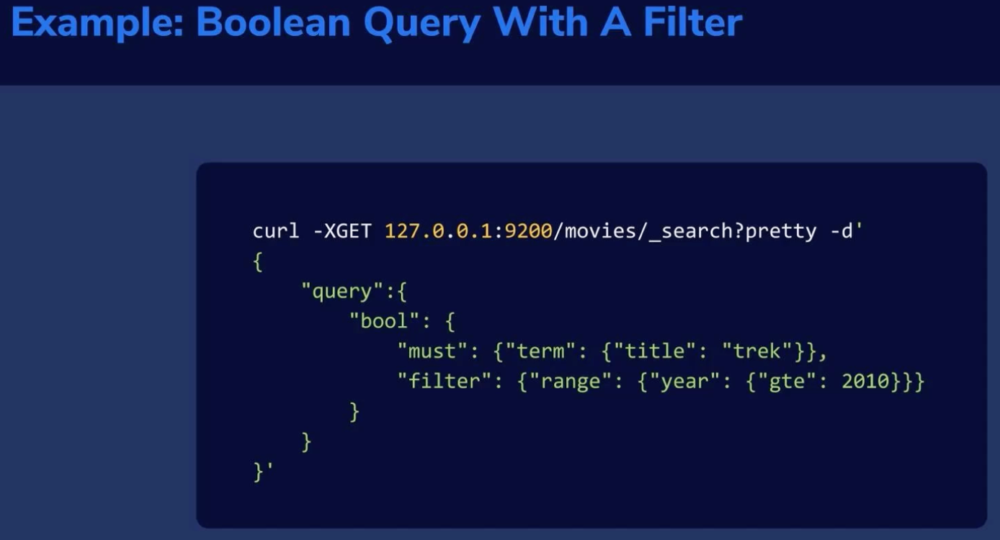 Example: Boolean Query With A Filter
curl -XGET 127.0.0.1:9200/movies/_search?pretty -d'
{
    "query":{
        "bool": {
            "must": {"term": {"title": "trek"}},
            "filter": {"range": {"year": {"gte": 2010}}}
        }
    }
}'